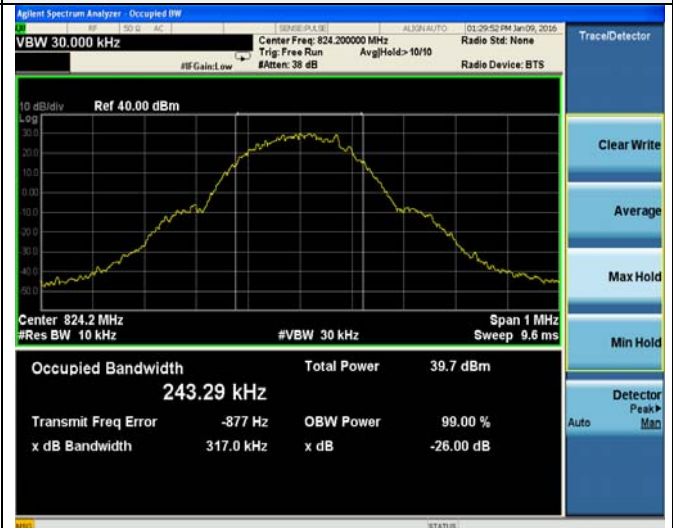 Agilent Spectrum Analyzer - Occupied BW
RF 50 Ω AC SENSE:PULSE ALIGN AUTO 01:29:52 PM Jan 09, 2016
VBW 30.000 kHz
Center Freq: 824.200000 MHz
Radio Std: None
Trig: Free Run Avg|Hold:>10/10
#IFGain:Low #Atten: 38 dB Radio Device: BTS
Trace/Detector
10 dB/div Ref 40.00 dBm
Log
30.0
20.0
10.0
0.00
-10.0
-20.0
-30.0
-40.0
-50.0
Center 824.2 MHz Span 1 MHz
#Res BW 10 kHz #VBW 30 kHz Sweep 9.6 ms
Occupied Bandwidth Total Power 39.7 dBm
243.29 kHz
Transmit Freq Error -877 Hz OBW Power 99.00 %
x dB Bandwidth 317.0 kHz x dB -26.00 dB
Clear Write
Average
Max Hold
Min Hold
Detector
Peak▶
Auto Man
MSG STATUS